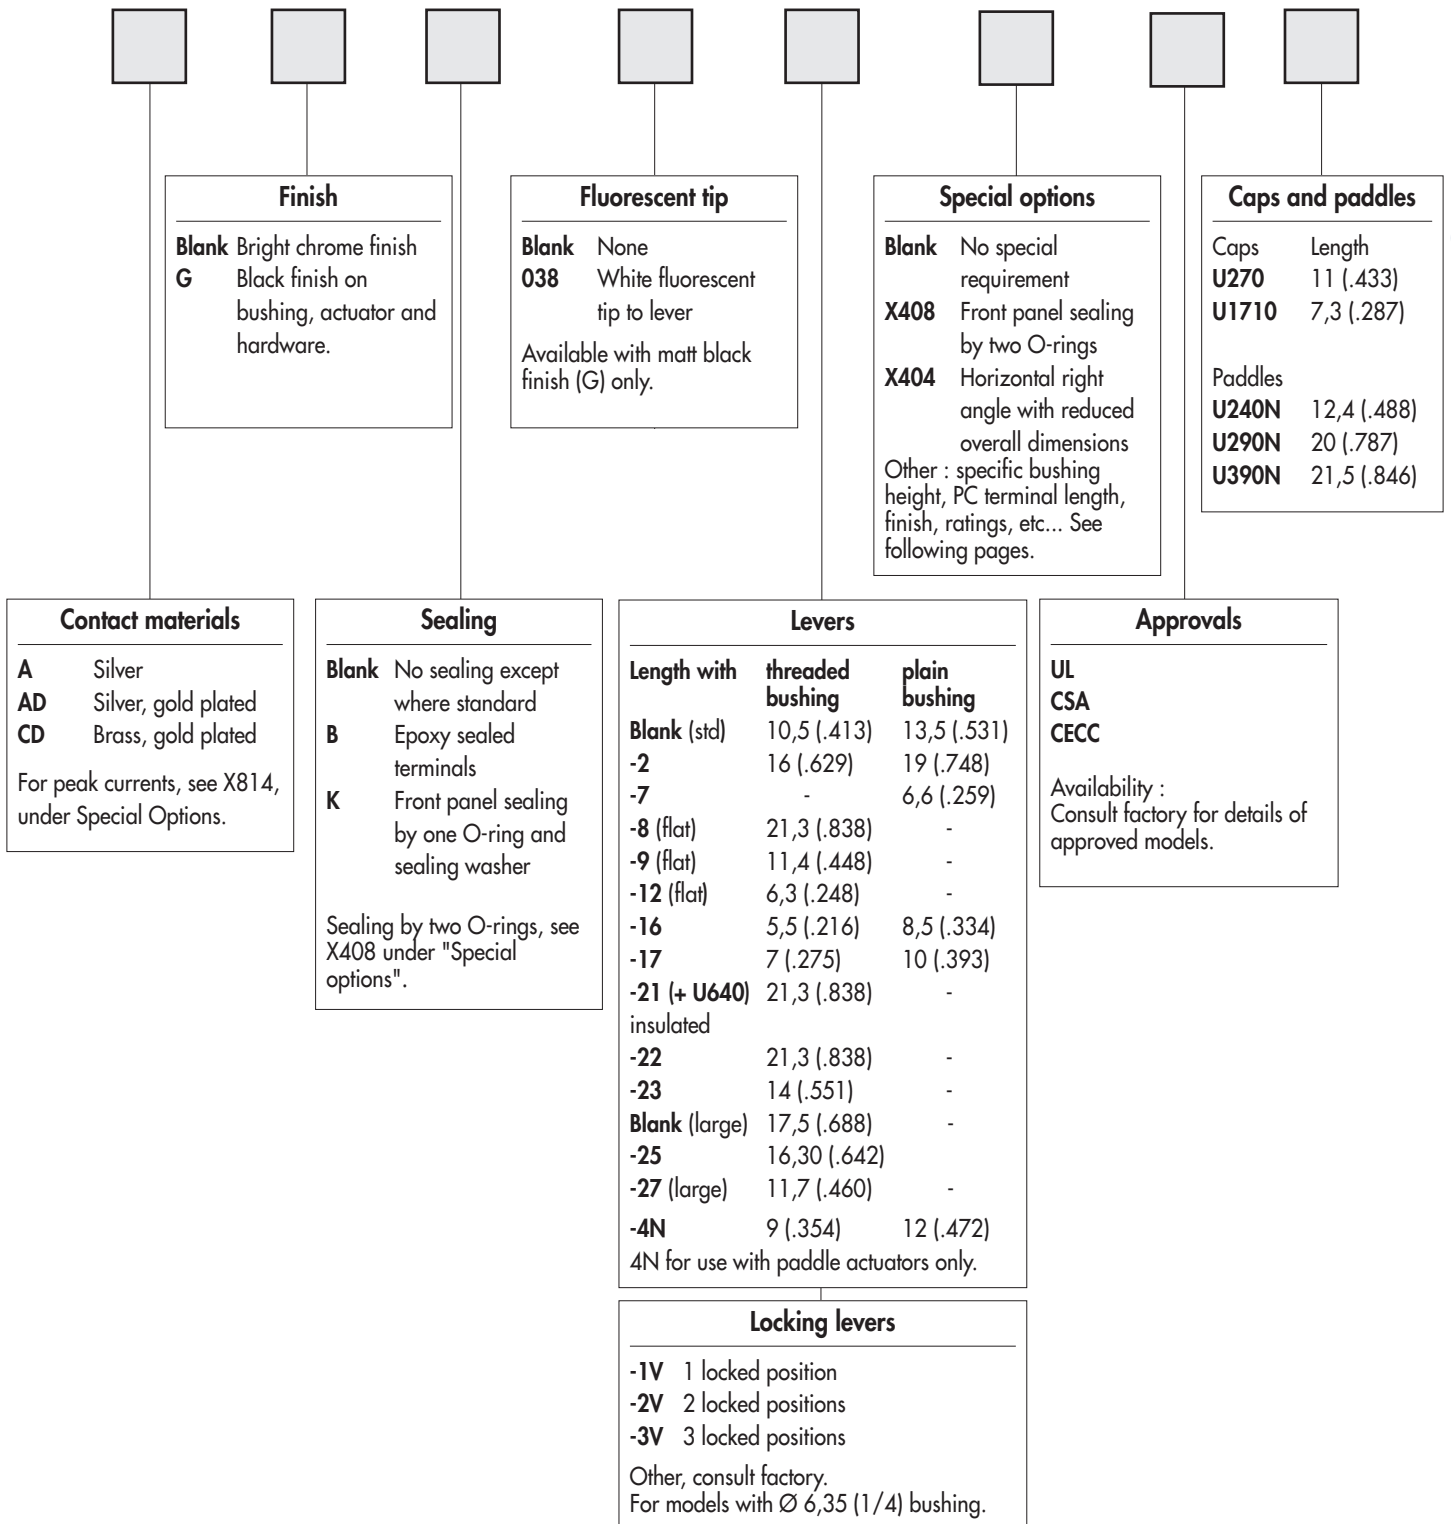 Finish
Blank Bright chrome finish
G Black finish on
bushing, actuator and
hardware.
Fluorescent tip
Blank None
038 White fluorescent
tip to lever
Available with matt black
finish (G) only.
Special options
Blank No special
requirement
X408 Front panel sealing
by two O-rings
X404 Horizontal right
angle with reduced
overall dimensions
Other : specific bushing
height, PC terminal length,
finish, ratings, etc... See
following pages.
Caps and paddles
Caps Length
U270 11 (.433)
U1710 7,3 (.287)
Paddles
U240N 12,4 (.488)
U290N 20 (.787)
U390N 21,5 (.846)
Contact materials
A Silver
AD Silver, gold plated
CD Brass, gold plated
For peak currents, see X814,
under Special Options.
Sealing
Blank No sealing except
where standard
B Epoxy sealed
terminals
K Front panel sealing
by one O-ring and
sealing washer
Sealing by two O-rings, see
X408 under "Special
options".
Levers
Length with threaded plain
bushing bushing
Blank (std) 10,5 (.413) 13,5 (.531)
-2 16 (.629) 19 (.748)
-7 - 6,6 (.259)
-8 (flat) 21,3 (.838) -
-9 (flat) 11,4 (.448) -
-12 (flat) 6,3 (.248) -
-16 5,5 (.216) 8,5 (.334)
-17 7 (.275) 10 (.393)
-21 (+ U640) 21,3 (.838) -
insulated
-22 21,3 (.838) -
-23 14 (.551) -
Blank (large) 17,5 (.688) -
-25 16,30 (.642)
-27 (large) 11,7 (.460) -
-4N 9 (.354) 12 (.472)
4N for use with paddle actuators only.
Approvals
UL
CSA
CECC
Availability :
Consult factory for details of
approved models.
Locking levers
-1V 1 locked position
-2V 2 locked positions
-3V 3 locked positions
Other, consult factory.
For models with Ø 6,35 (1/4) bushing.